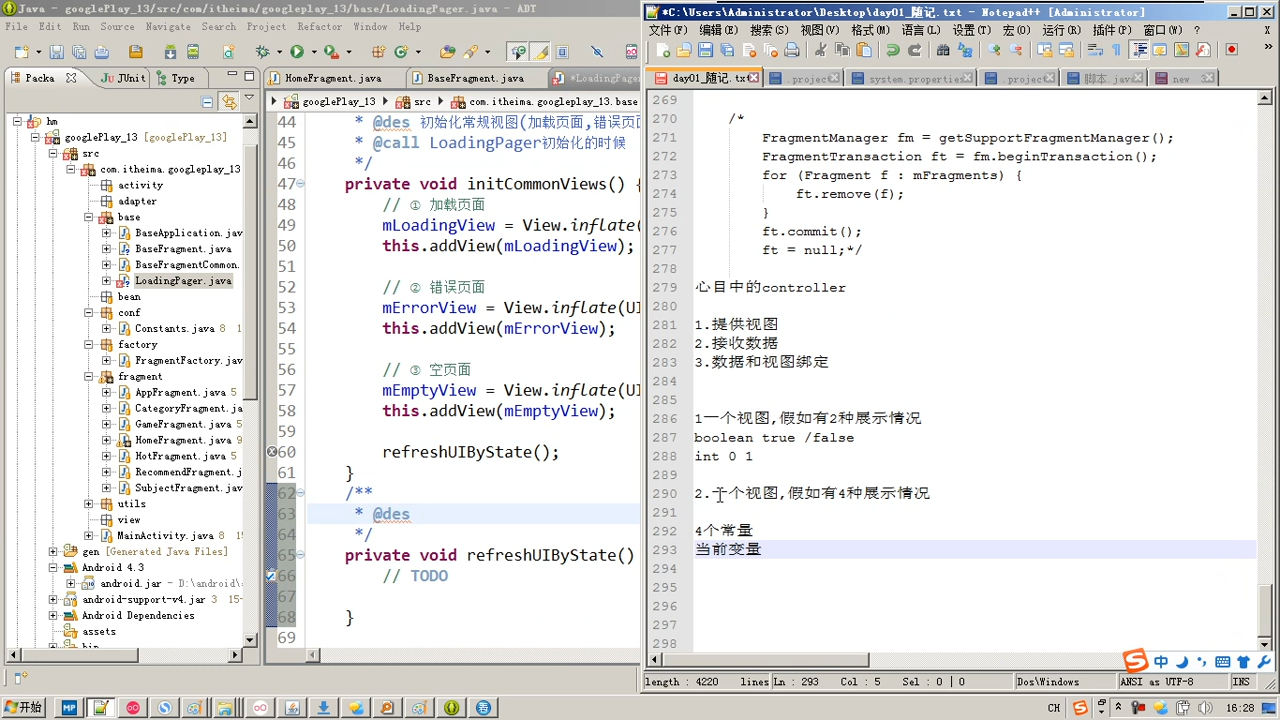 Java - googlePlay_13/src/com/itheima/googleplay_13/base/LoadingPager.java - ADT
File Edit Run Source Navigate Search Project Refactor Window Help
Packa JUnit Type
HomeFragment.java BaseFragment.java *LoadingPager
googlePlay_13 src com.itheima.googleplay_13.base
hm
googlePlay_13 [googlePlay_13]
src
com.itheima.googleplay_13
activity
adapter
base
BaseApplication.jav
BaseFragment.java
BaseFragmentCommon.
LoadingPager.java
bean
conf
Constants.java 8
factory
FragmentFactory.jav
fragment
AppFragment.java 5
CategoryFragment.ja
GameFragment.java
HomeFragment.java 9
HotFragment.java 5
RecommendFragment.
SubjectFragment.jav
utils
view
MainActivity.java
gen [Generated Java Files]
Android 4.3
android.jar - D:\android\
android-support-v4.jar 3 15-
Android Dependencies
assets
bin
44 * @des 初始化常规视图(加载页面,错误页面
45 * @call LoadingPager初始化的时候
46 */
47 private void initCommonViews() {
48 // ① 加载页面
49 mLoadingView = View.inflate(
50 this.addView(mLoadingView);
51
52 // ② 错误页面
53 mErrorView = View.inflate(UI
54 this.addView(mErrorView);
55
56 // ③ 空页面
57 mEmptyView = View.inflate(UI
58 this.addView(mEmptyView);
59
60 refreshUIByState();
61 }
62 /**
63 * @des
64 */
65 private void refreshUIByState()
66 // TODO
67
68 }
69
*C:\Users\Administrator\Desktop\day01_随记.txt - Notepad++ [Administrator]
文件(F) 编辑(E) 搜索(S) 视图(V) 格式(M) 语言(L) 设置(T) 宏(O) 运行(R) 插件(P) 窗口(W) ? X
day01_随记.txt .project system.properties .project 脚本.java new
269
270 /*
271 FragmentManager fm = getSupportFragmentManager();
272 FragmentTransaction ft = fm.beginTransaction();
273 for (Fragment f : mFragments) {
274 ft.remove(f);
275 }
276 ft.commit();
277 ft = null;*/
278
279 心目中的controller
280
281 1.提供视图
282 2.接收数据
283 3.数据和视图绑定
284
285
286 1一个视图,假如有2种展示情况
287 boolean true /false
288 int 0 1
289
290 2.一个视图,假如有4种展示情况
291
292 4个常量
293 当前变量
294
295
296
297
298
length : 4220 lines Ln : 293 Col : 5 Sel : 0 | 0 Dos\Windows ANSI as UTF-8 INS
中
开始 MP CH 16:28